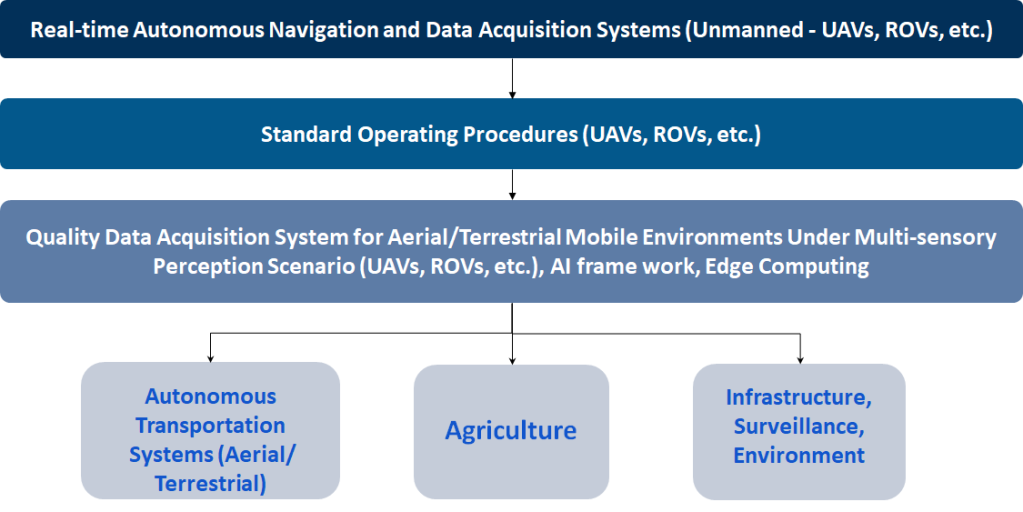 Real-time Autonomous Navigation and Data Acquisition Systems (Unmanned - UAVs, ROVs, etc.)
Standard Operating Procedures (UAVs, ROVs, etc.)
Quality Data Acquisition System for Aerial/Terrestrial Mobile Environments Under Multi-sensory
Perception Scenario (UAVs, ROVs, etc.), AI frame work, Edge Computing
Autonomous
Transportation
Systems (Aerial/
Terrestrial)
Agriculture
Infrastructure,
Surveillance,
Environment